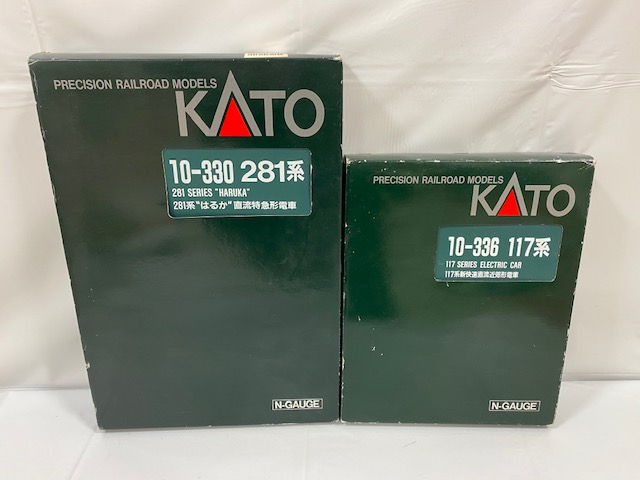 PRECISION RAILROAD MODELS
KATO
10-330 281系
281 SERIES "HARUKA"
281系"はるか"直流特急形電車
N-GAUGE
PRECISION RAILROAD MODELS
KATO
10-336 117系
117 SERIES ELECTRIC CAR
117系新快速直流近郊形電車
N-GAUGE